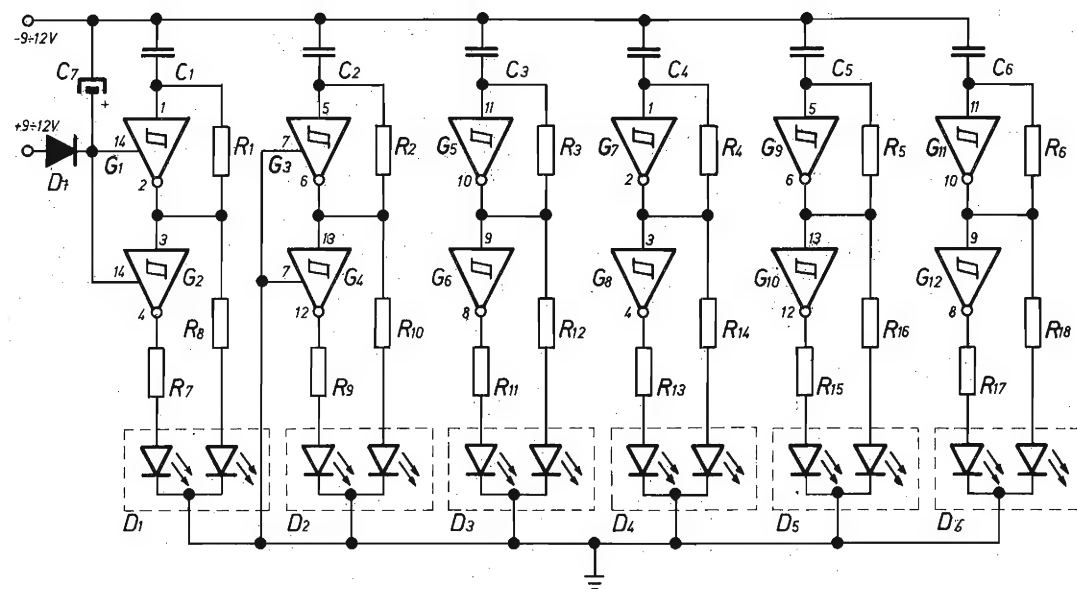 -9÷12V
C7
+
+9÷12V
D7
C1
C2
C3
C4
C5
C6
1
5
11
1
5
11
14
G1
7
G3
G5
G7
G9
G11
R1
R2
R3
R4
R5
R6
2
6
10
2
6
10
3
13
9
3
13
9
14
G2
7
G4
G6
G8
G10
G12
4
12
8
4
12
8
R8
R10
R12
R14
R16
R18
R7
R9
R11
R13
R15
R17
D1
D2
D3
D4
D5
D6